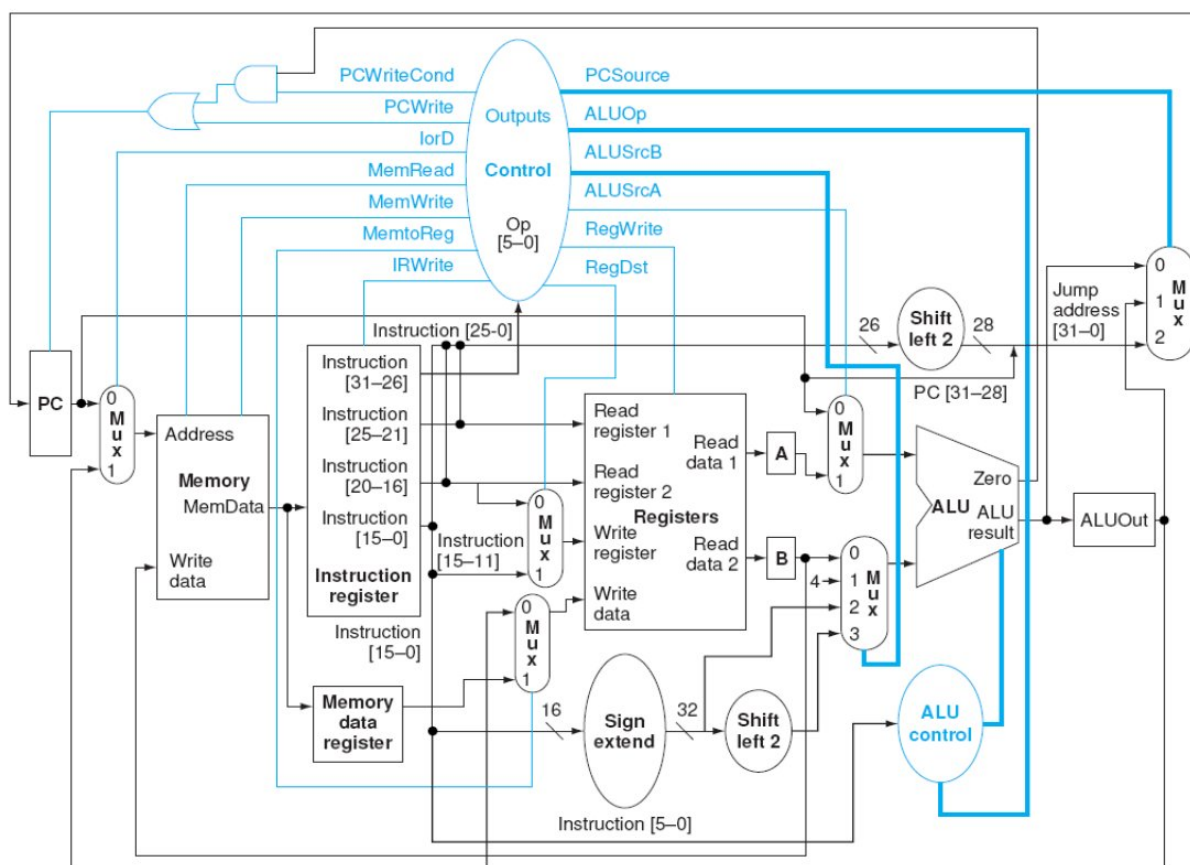 PCWriteCond
PCWrite
IorD
MemRead
MemWrite
MemtoReg
IRWrite
Outputs
Control
Op
[5–0]
PCSource
ALUOp
ALUSrcB
ALUSrcA
RegWrite
RegDst
PC
0
M
u
x
1
Address
Memory
MemData
Write
data
Instruction [25-0]
Instruction
[31–26]
Instruction
[25–21]
Instruction
[20–16]
Instruction
[15–0]
Instruction
register
Instruction
[15–0]
Memory
data
register
Instruction
[15–11]
0
M
u
x
1
0
M
u
x
1
Read
register 1
Read
register 2
Write
register
Write
data
Registers
Read
data 1
Read
data 2
16
Sign
extend
32
Shift
left 2
Instruction [5–0]
A
B
4
0
M
u
x
1
0
1
2
3
M
u
x
26
Shift
left 2
28
PC [31–28]
Jump
address
[31–0]
Zero
ALU
ALU
result
ALUOut
ALU
control
0
1
2
M
u
x